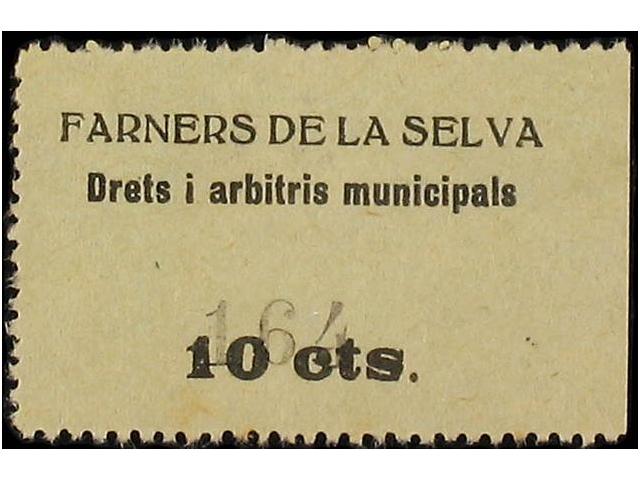 FARNERS DE LA SELVA
Drets i arbitris municipals
164
10 cts.